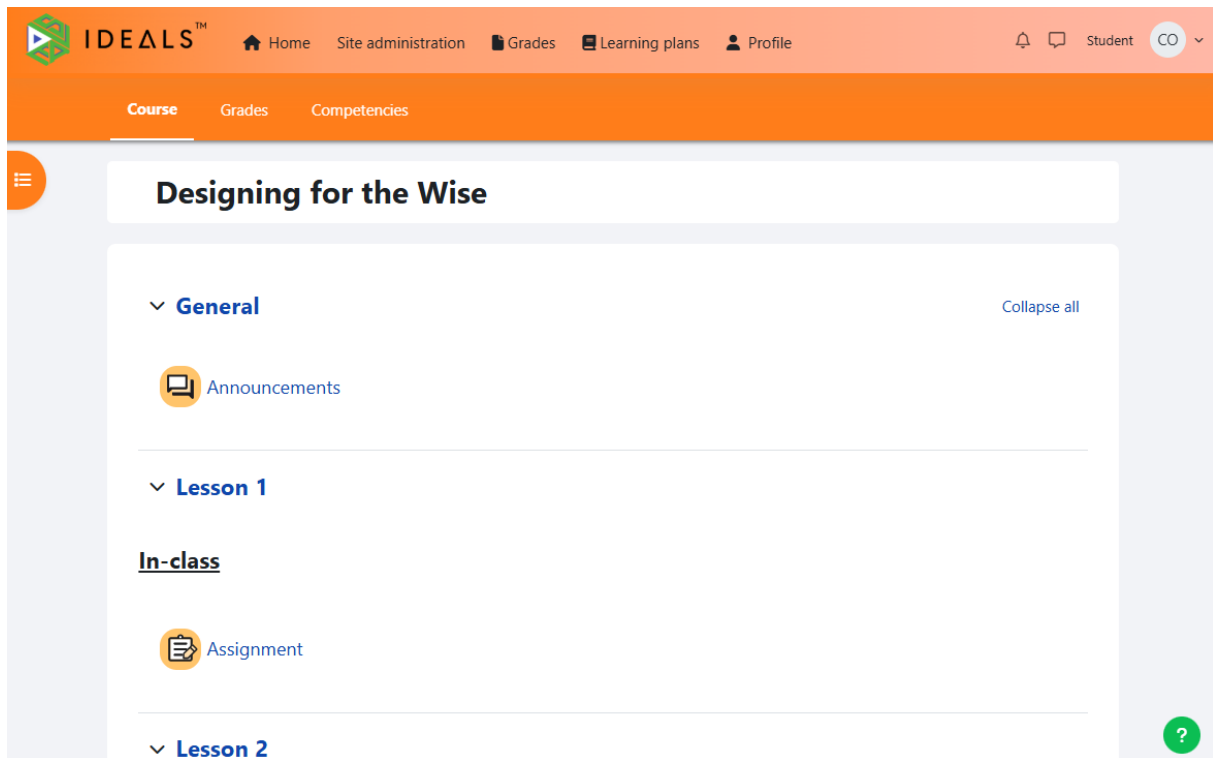 IDEALS™ Home Site administration Grades Learning plans Profile Student CO
Course Grades Competencies
Designing for the Wise
General Collapse all
Announcements
Lesson 1
In-class
Assignment
Lesson 2
?